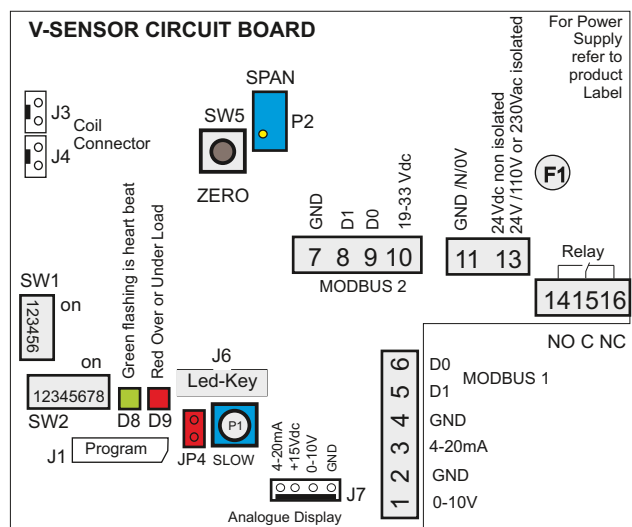 V-SENSOR CIRCUIT BOARD
For Power
Supply
refer to
product
Label
SPAN
J3
Coil
Connector
J4
SW5
P2
ZERO
F1
GND
D1
D0
19-33 Vdc
7 8 9 10
MODBUS 2
GND /N/0V
24Vdc non isolated
24V /110V or 230Vac isolated
11 13
Relay
141516
NO C NC
SW1
123456
on
on
12345678
SW2
Green flashing is heart beat
Red Over or Under Load
D8 D9
J1
Program
J6
Led-Key
P1
JP4
SLOW
4-20mA
+15Vdc
0-10V
GND
J7
Analogue Display
6 D0
5 D1
MODBUS 1
4 GND
3 4-20mA
2 GND
1 0-10V